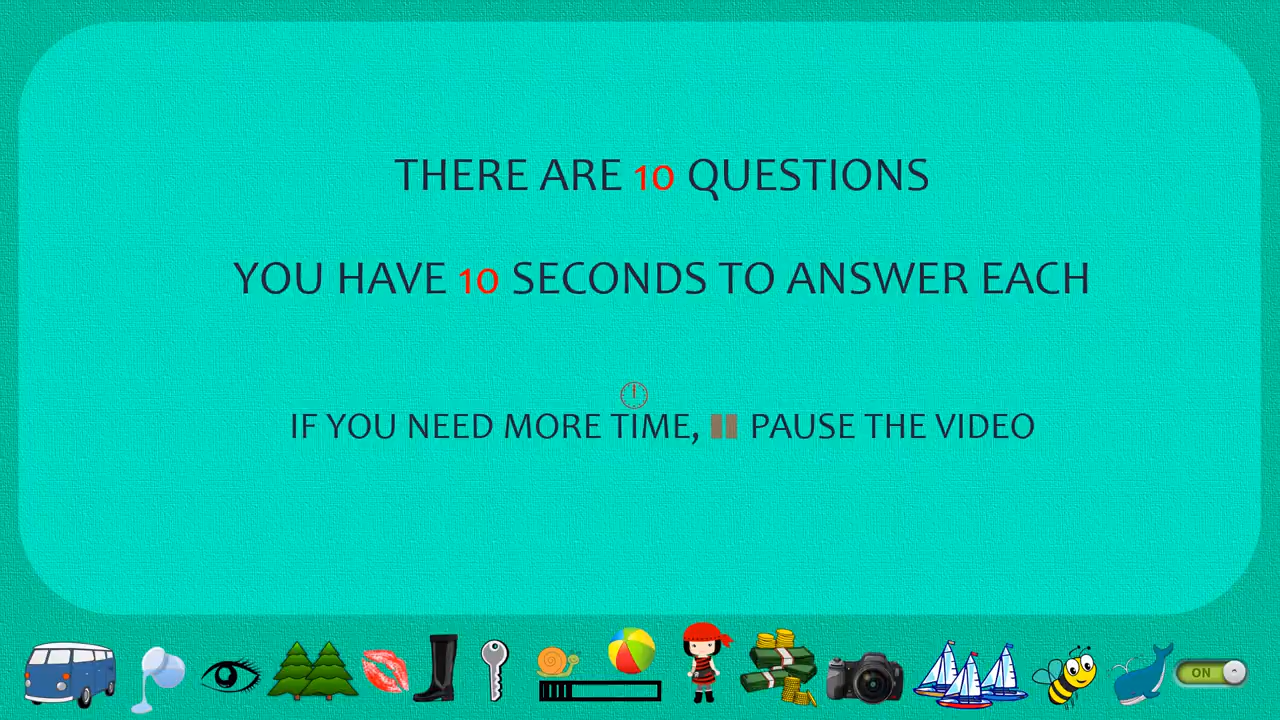 THERE ARE 10 QUESTIONS
YOU HAVE 10 SECONDS TO ANSWER EACH
IF YOU NEED MORE TIME, PAUSE THE VIDEO
ON